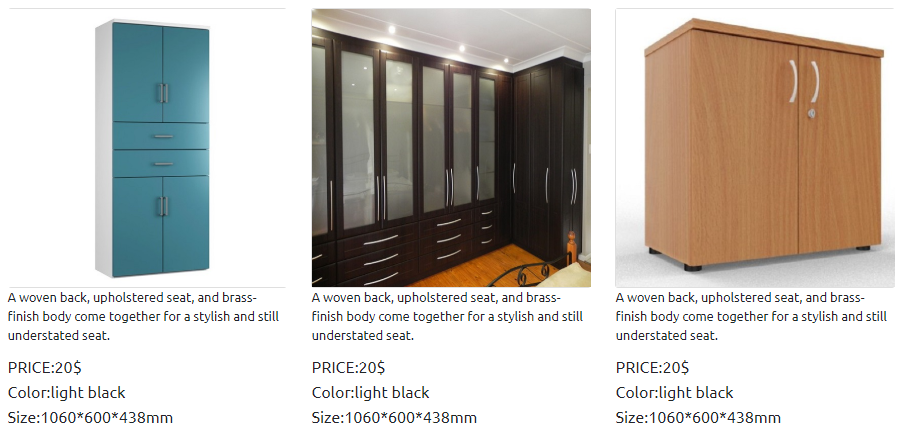 A woven back, upholstered seat, and brass-
finish body come together for a stylish and still
understated seat.
PRICE:20$
Color:light black
Size:1060*600*438mm
A woven back, upholstered seat, and brass-
finish body come together for a stylish and still
understated seat.
PRICE:20$
Color:light black
Size:1060*600*438mm
A woven back, upholstered seat, and brass-
finish body come together for a stylish and still
understated seat.
PRICE:20$
Color:light black
Size:1060*600*438mm